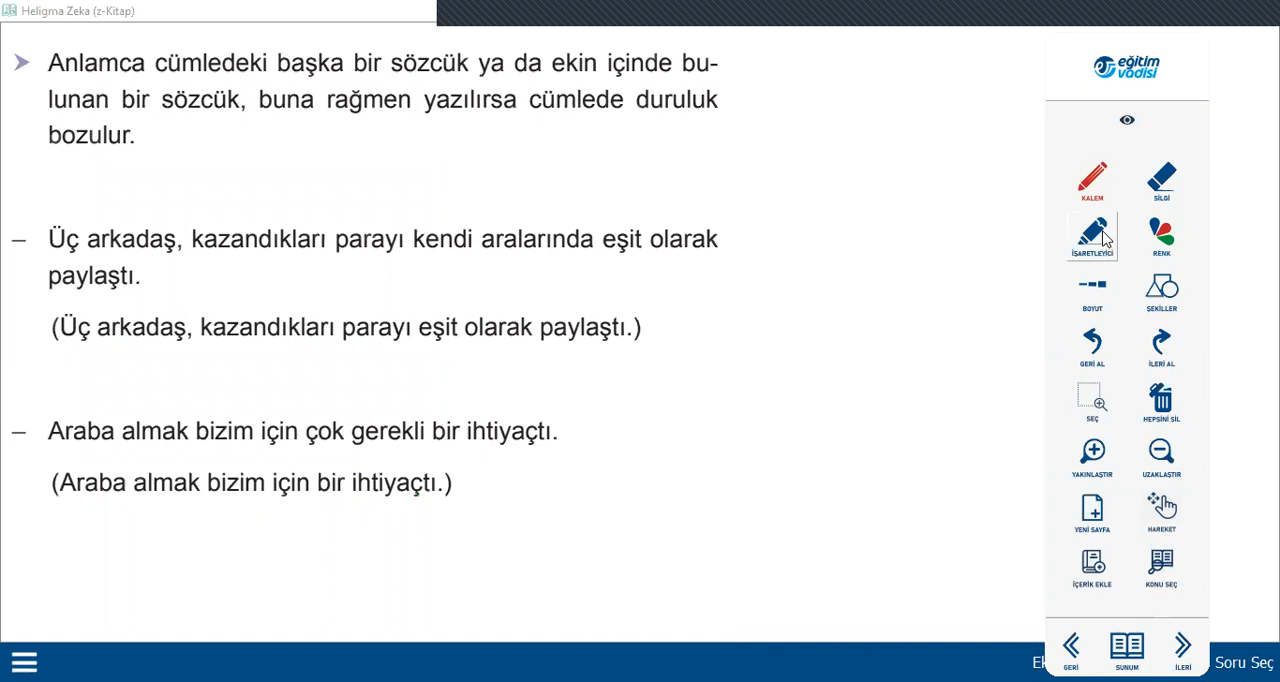 Heligma Zeka (z-Kitap)
Anlamca cümledeki başka bir sözcük ya da ekin içinde bu-
lunan bir sözcük, buna rağmen yazılırsa cümlede duruluk
bozulur.
– Üç arkadaş, kazandıkları parayı kendi aralarında eşit olarak
paylaştı.
(Üç arkadaş, kazandıkları parayı eşit olarak paylaştı.)
– Araba almak bizim için çok gerekli bir ihtiyaçtı.
(Araba almak bizim için bir ihtiyaçtı.)
eğitim
vadisi
KALEM SİLGİ
İŞARETLEYİCİ RENK
BOYUT ŞEKİLLER
GERİ AL İLERİ AL
SEÇ HEPSİNİ SİL
YAKINLAŞTIR UZAKLAŞTIR
YENİ SAYFA HAREKET
İÇERİK EKLE KONU SEÇ
GERİ SUNUM İLERİ
Soru Seç